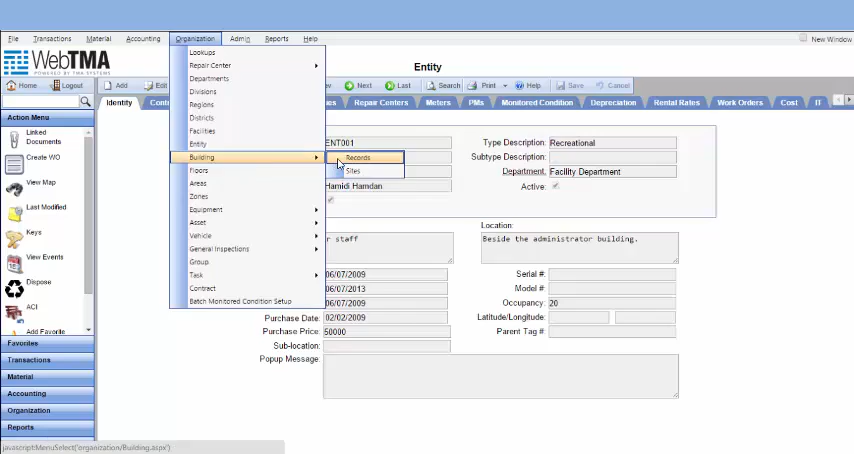 File Transactions Material Accounting Organization Admin Reports Help New Window
WebTMA
POWERED BY TMA SYSTEMS
Entity
Home Logout Add Edit Next Last Search Print Help Save Cancel
Identity Repair Centers Meters PMs Monitored Condition Depreciation Rental Rates Work Orders Cost IT
Action Menu
Linked Documents
Create WO
View Map
Last Modified
Keys
View Events
Dispose
ACI
Add Favorite
Favorites
Transactions
Material
Accounting
Organization
Reports
Lookups
Repair Center
Departments
Divisions
Regions
Districts
Facilities
Entity
Building
Floors
Areas
Zones
Equipment
Asset
Vehicle
General Inspections
Group
Task
Contract
Batch Monitored Condition Setup
Records
Sites
ENT001
Hamidi Hamdan
Type Description: Recreational
Subtype Description:
Department: Facility Department
Active:
Location:
r staff
Beside the administrator building.
06/07/2009 Serial #:
06/07/2013 Model #:
06/07/2009 Occupancy: 20
Purchase Date: 02/02/2009 Latitude/Longitude:
Purchase Price: 50000 Parent Tag #:
Sub-location:
Popup Message:
javascript:MenuSelect('organization/Building.aspx')